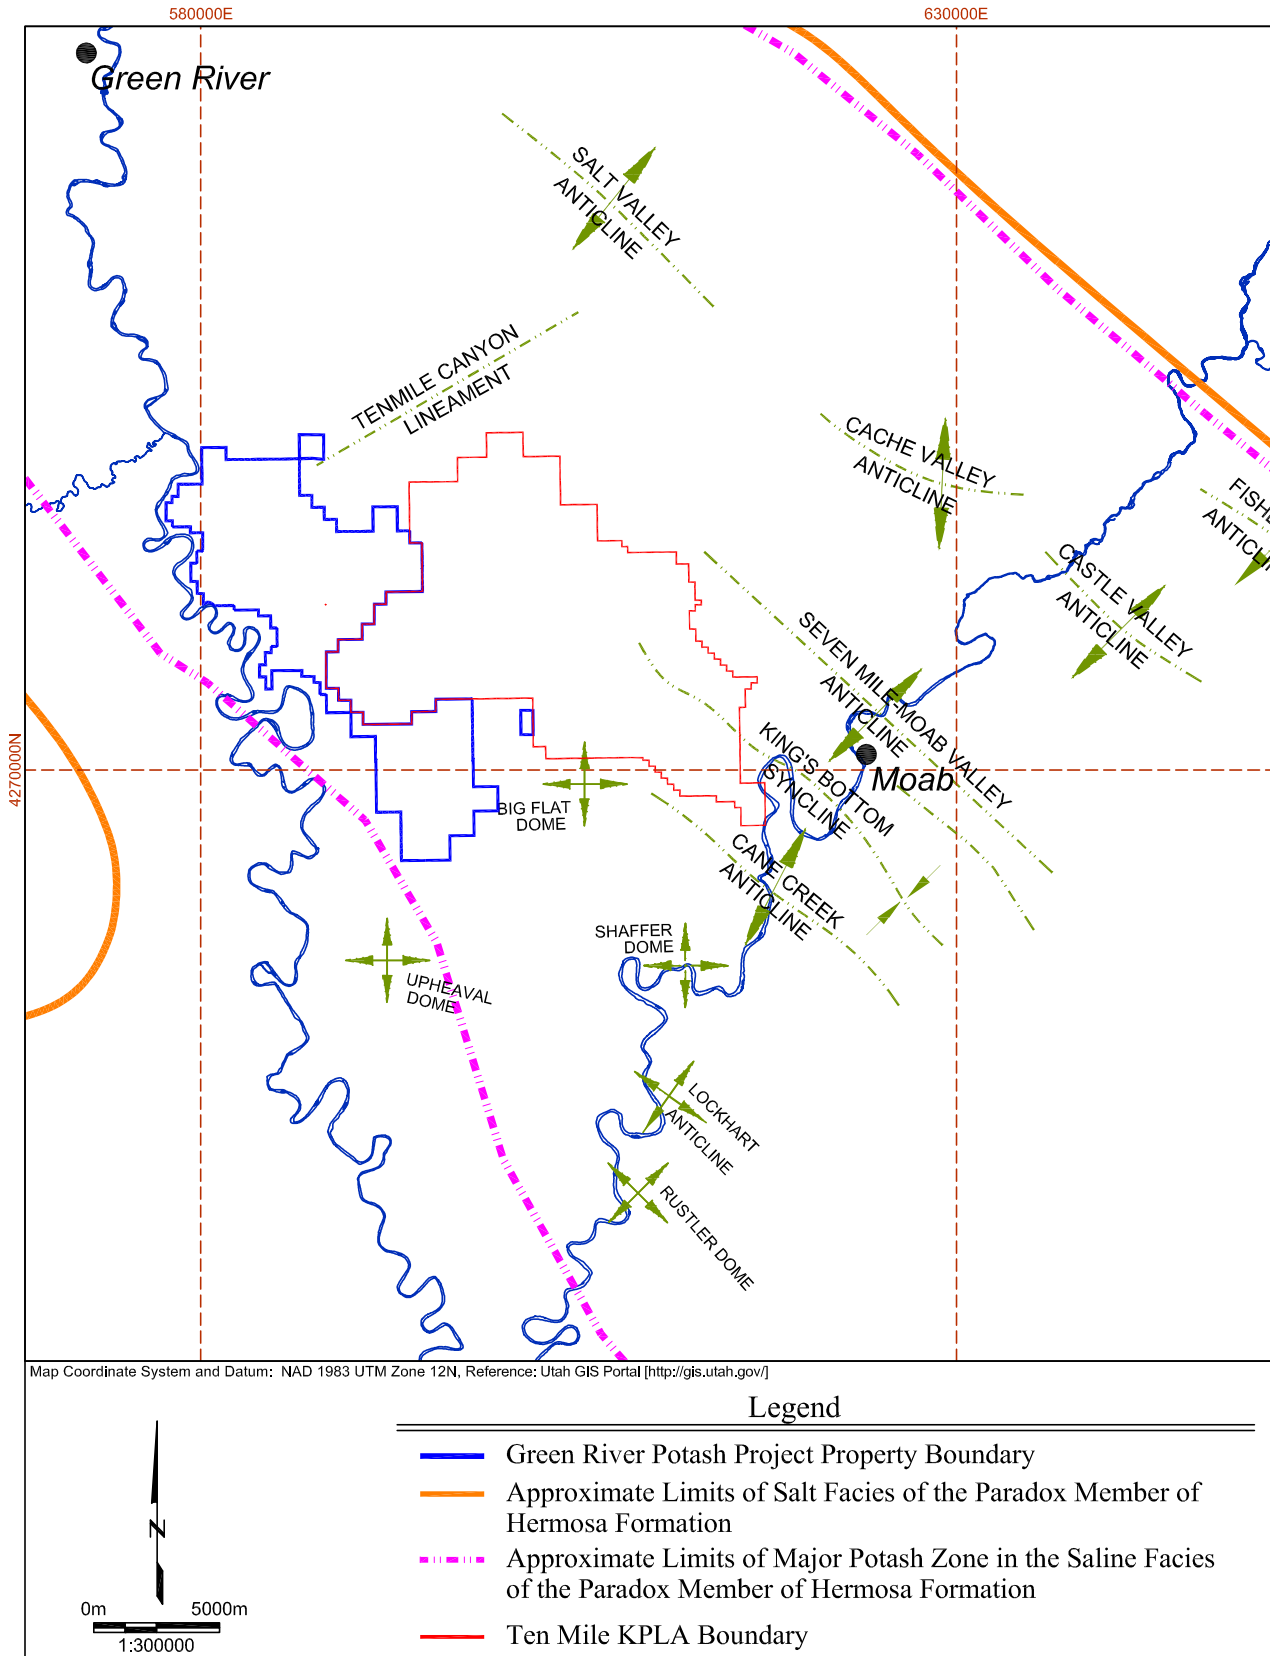 580000E
630000E
Green River
SALT VALLEY
ANTICLINE
TENMILE CANYON
LINEAMENT
CACHE VALLEY
ANTICLINE
FISHE
ANTICLIN
CASTLE VALLEY
ANTICLINE
SEVEN MILE-MOAB VALLEY
ANTICLINE
KING'S BOTTOM
SYNCLINE
Moab
4270000N
BIG FLAT
DOME
CANE CREEK
ANTICLINE
SHAFFER
DOME
UPHEAVAL
DOME
LOCKHART
ANTICLINE
RUSTLER DOME
Map Coordinate System and Datum: NAD 1983 UTM Zone 12N, Reference: Utah GIS Portal [http://gis.utah.gov/]
Legend
Green River Potash Project Property Boundary
Approximate Limits of Salt Facies of the Paradox Member of
Hermosa Formation
Approximate Limits of Major Potash Zone in the Saline Facies
of the Paradox Member of Hermosa Formation
Ten Mile KPLA Boundary
N
0m 5000m
1:300000